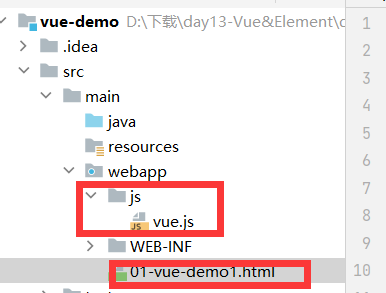 vue-demo D:\下载\day13-Vue&Element\
.idea
src
main
java
resources
webapp
js
vue.js
WEB-INF
01-vue-demo1.html
1
2
3
4
5
6
7
8
9
10